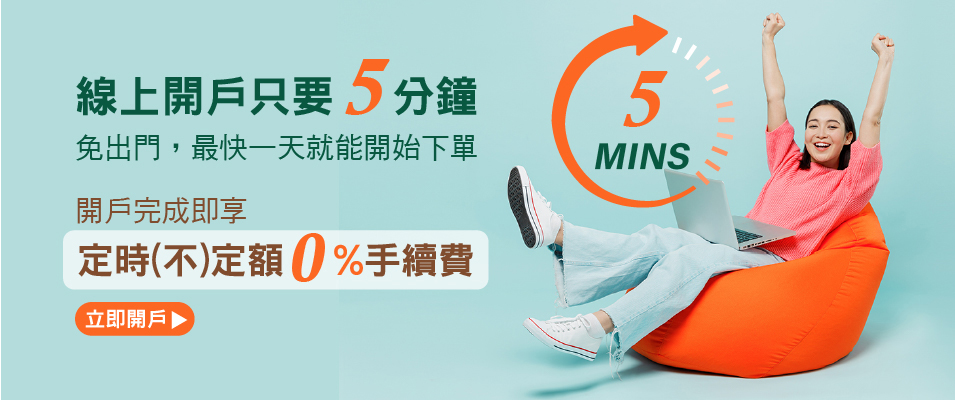 線上開戶只要5分鐘
免出門，最快一天就能開始下單
開戶完成即享
定時(不)定額0%手續費
立即開戶▶
5
MINS